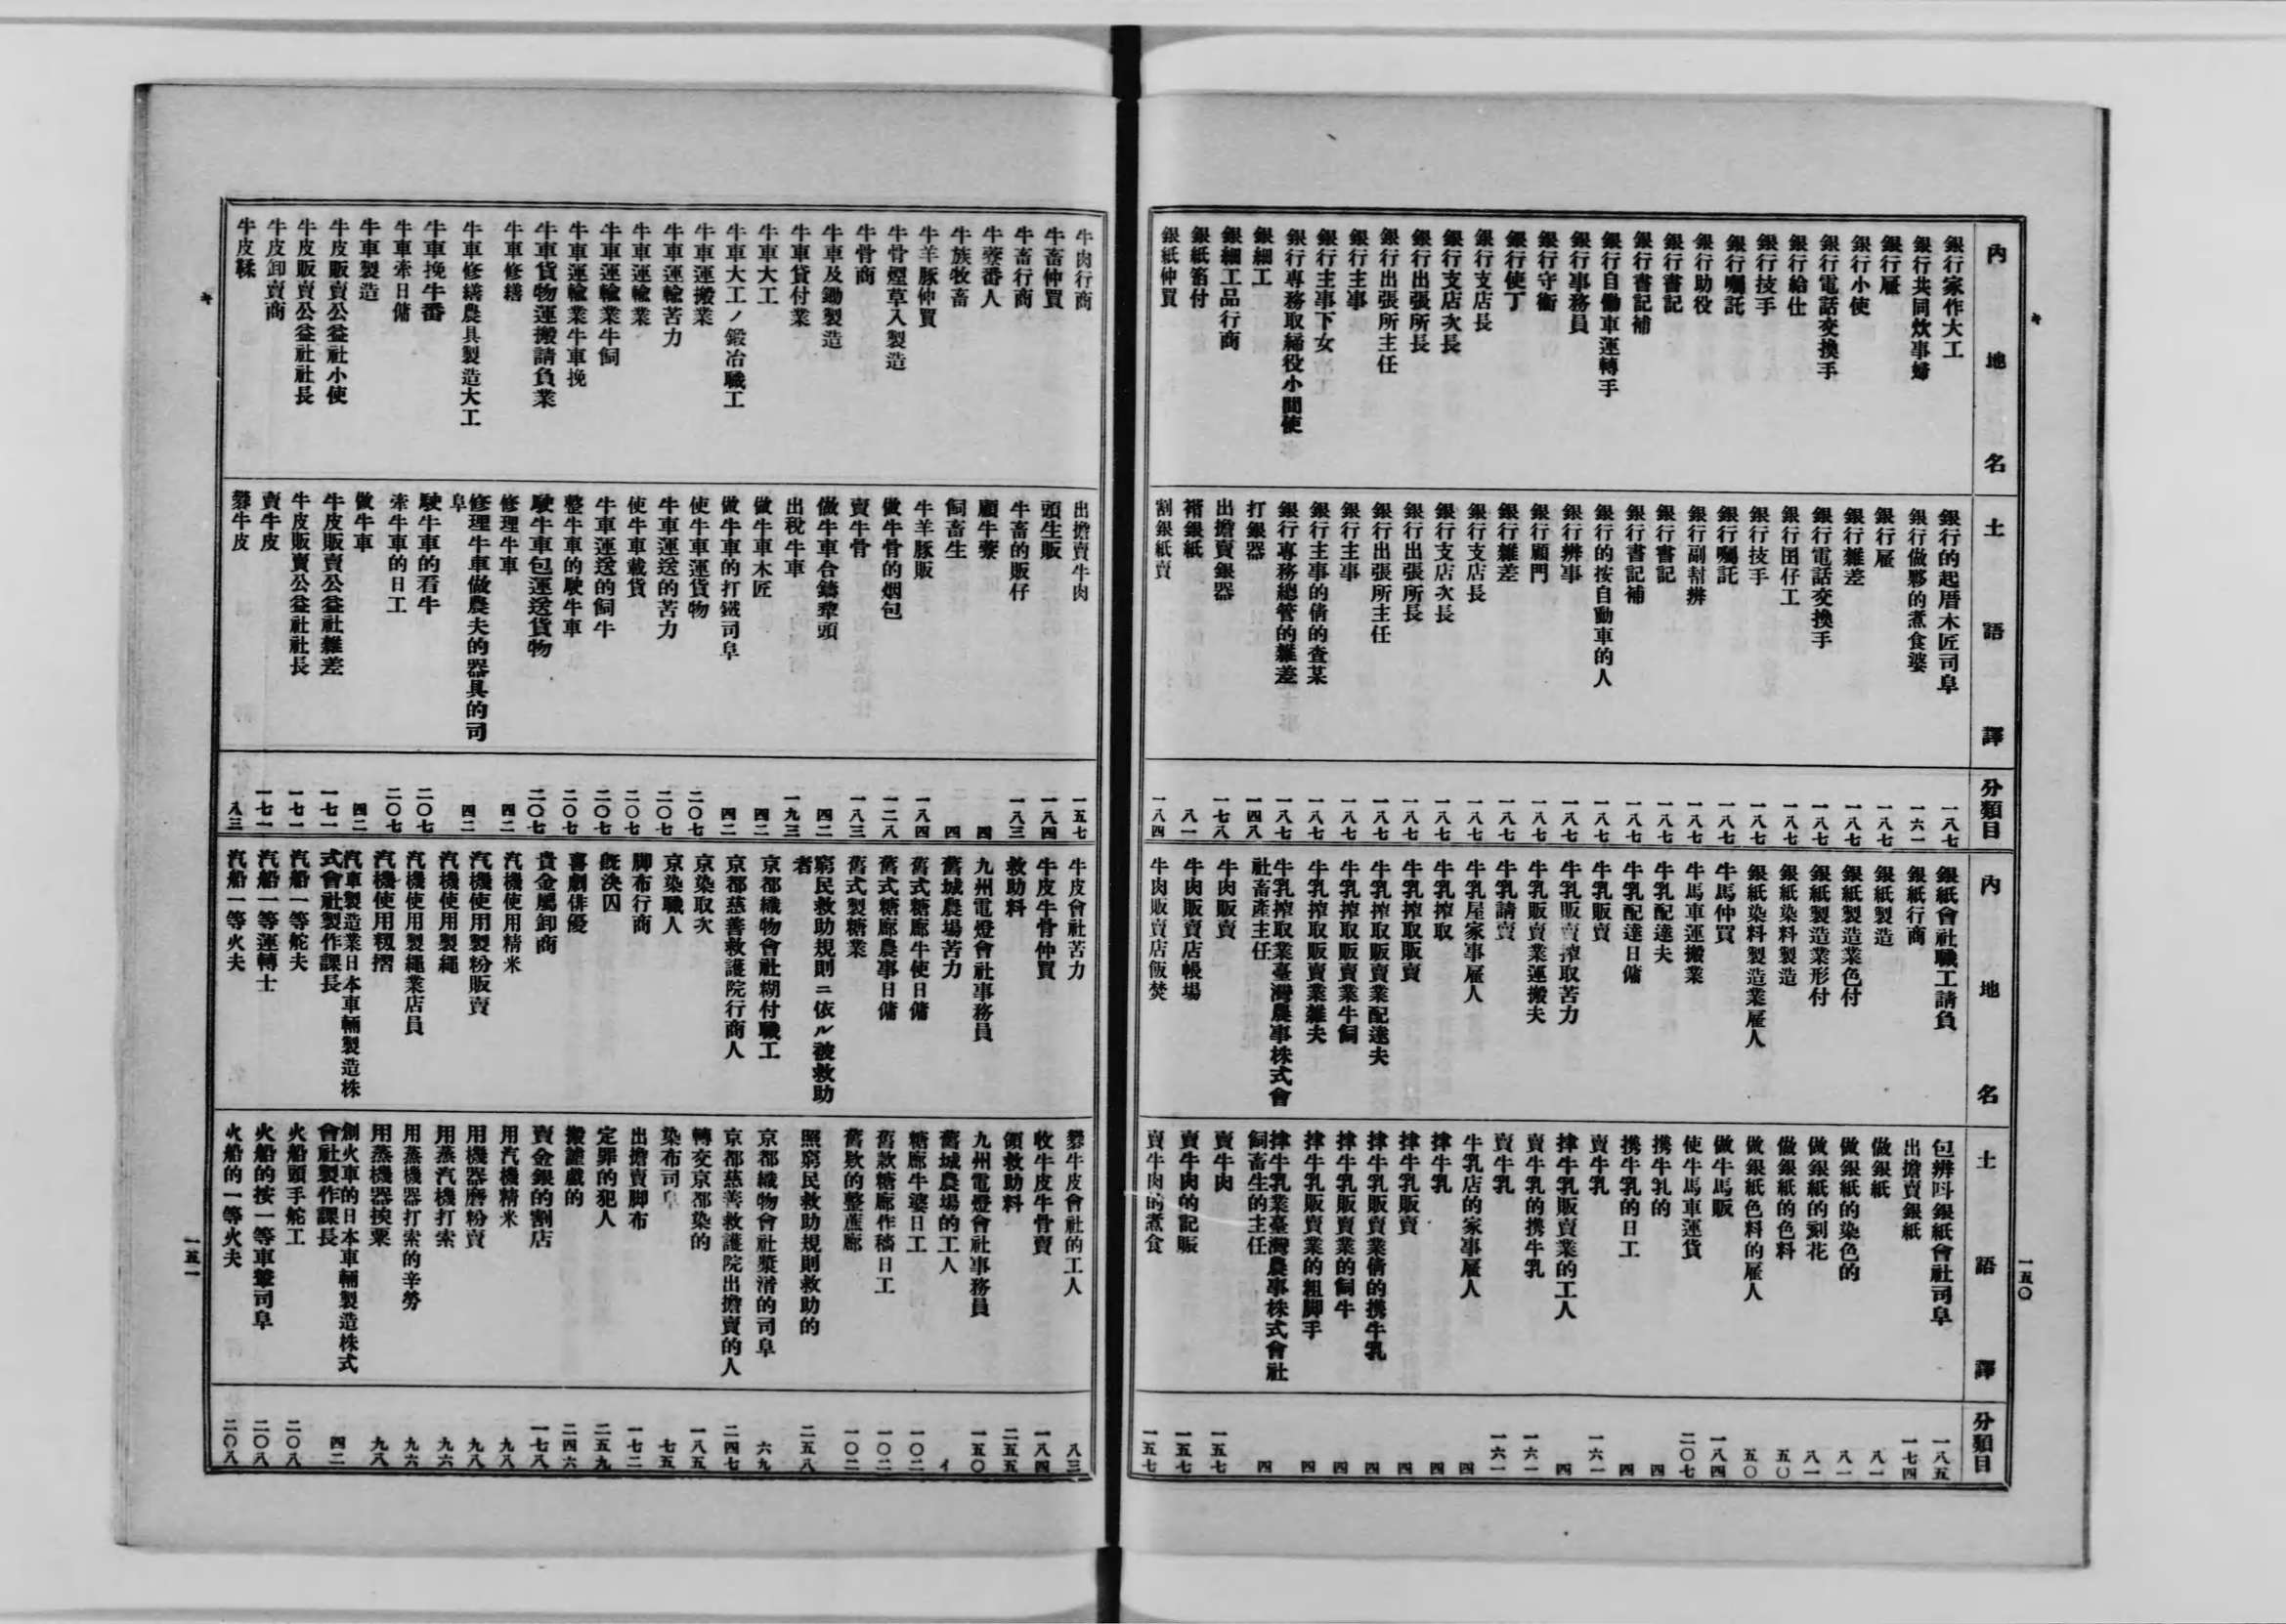 キ
一五〇
內地名 土語譯 分類目
銀行家作大工 銀行的起厝木匠司阜 一八七
銀行共同炊事婦 銀行做夥的煮食婆 一六一
銀行雇 銀行雇 一八七
銀行小使 銀行雜差 一八七
銀行電話交換手 銀行電話交換手 一八七
銀行給仕 銀行囝仔工 一八七
銀行技手 銀行技手 一八七
銀行囑託 銀行囑託 一八七
銀行助役 銀行副幇辨 一八七
銀行書記 銀行書記 一八七
銀行書記補 銀行書記補 一八七
銀行自働車運轉手 銀行的按自動車的人 一八七
銀行事務員 銀行辨事 一八七
銀行守衞 銀行顧門 一八七
銀行使丁 銀行雜差 一八七
銀行支店長 銀行支店長 一八七
銀行支店次長 銀行支店次長 一八七
銀行出張所長 銀行出張所長 一八七
銀行出張所主任 銀行出張所主任 一八七
銀行主事 銀行主事 一八七
銀行主事下女 銀行主事的倩的查某 一八七
銀行專務取締役小間使 銀行專務總管的雜差 一八七
銀細工 打銀器 一四八
銀細工品行商 出擔賣銀器 一七八
銀紙箔付 褙銀紙 八一
銀紙仲買 割銀紙賣 一八四
內地名 土語譯 分類目
銀紙會社職工請負 包辨叫銀紙會社司阜 一八五
銀紙行商 出擔賣銀紙 一七四
銀紙製造 做銀紙 八一
銀紙製造業色付 做銀紙的染色的 八一
銀紙製造業形付 做銀紙的刻花 八一
銀紙染料製造 做銀紙的色料 五〇
銀紙染料製造業雇人 做銀紙色料的雇人 五〇
牛馬仲買 做牛馬販 一八四
牛馬車運搬業 使牛馬車運貨 二〇七
牛乳配達夫 携牛乳的 四
牛乳配達日傭 携牛乳的日工 四
牛乳販賣 賣牛乳 一六一
牛乳販賣搾取苦力 㨘牛乳販賣業的工人 四
牛乳販賣業運搬夫 賣牛乳的携牛乳 一六一
牛乳請賣 賣牛乳 一六一
牛乳屋家事雇人 牛乳店的家事雇人 四
牛乳搾取 㨘牛乳 四
牛乳搾取販賣 㨘牛乳販賣 四
牛乳搾取販賣業配達夫 㨘牛乳販賣業倩的携牛乳 四
牛乳搾取販賣業牛飼 㨘牛乳販賣業的飼牛 四
牛乳搾取販賣業雜夫 㨘牛乳販賣業的粗脚手 四
牛乳搾取業臺灣農事株式會社畜產主任 㨘牛乳業臺灣農事株式會社飼畜生的主任 四
牛肉販賣 賣牛肉 一五七
牛肉販賣店帳場 賣牛肉的記賬 一五七
牛肉販賣店飯焚 賣牛肉的煮食 一五七
牛肉行商 出擔賣牛肉 一五七
牛畜仲買 頭生販 一八四
牛畜行商 牛畜的販仔 一八三
牛寮番人 顧牛寮 四
牛族牧畜 飼畜生 四
牛羊豚仲買 牛羊豚販 一八四
牛骨煙草入製造 做牛骨的烟包 一二八
牛骨商 賣牛骨 一八三
牛車及鋤製造 做牛車合鑄犂頭 四二
牛車貸付業 出稅牛車 一九三
牛車大工 做牛車木匠 四二
牛車大工ノ鍛冶職工 做牛車的打鐵司阜 四二
牛車運搬業 使牛車運貨物 二〇七
牛車運輸苦力 牛車運送的苦力 二〇七
牛車運輸業 使牛車載貨 二〇七
牛車運輸業牛飼 牛車運送的飼牛 二〇七
牛車運輸業牛車挽 整牛車的駛牛車 二〇七
牛車貨物運搬請負業 駛牛車包運送貨物 二〇七
牛車修繕 修理牛車 四二
牛車修繕農具製造大工 修理牛車做農夫的器具的司阜 四二
牛車挽牛番 駛牛車的看牛 二〇七
牛車牽日傭 牽牛車的日工 二〇七
牛車製造 做牛車 四二
牛皮販賣公益社小使 牛皮販賣公益社雜差 一七一
牛皮販賣公益社社長 牛皮販賣公益社社長 一七一
牛皮卸賣商 賣牛皮 一七一
牛皮鞣 牛皮 八三
牛皮會社苦力 牛皮會社的工人 八三
牛皮牛骨仲買 收牛皮牛骨賣 一八四
救助料 領救助料 二五五
九州電燈會社事務員 九州電燈會社事務員 一五〇
舊城農場苦力 舊城農場的工人 イ
舊式糖廍牛使日傭 糖廍牛婆日工 一〇二
舊式糖廍農事日傭 舊欵糖廍作穡日工 一〇二
舊式製糖業 舊欵的整蔗廍 一〇二
窮民救助規則ニ依ル被救助者 照窮民救助規則救助的 二五八
京都織物會社糊付職工 京都織物會社漿湆的司阜 六九
京都慈善救護院行商人 京都慈善救護院出擔賣的人 二四七
京染取次 轉交京都染的 一八五
京染職人 染布司阜 七五
脚布行商 出擔賣脚布 一七二
旣決囚 定罪的犯人 二五九
喜劇俳優 搬謔戲的 二四六
貴金屬卸商 賣金銀的割店 一七八
汽機使用精米 用汽機精米 九八
汽機使用製粉販賣 用機器磨粉賣 九八
汽機使用製繩 用蒸汽機打索 九六
汽機使用製繩業店員 用蒸機器打索的辛勞 九六
汽機使用籾摺 用蒸機器挨粟 九八
汽車製造業日本車輛製造株式會社製作課長 創火車的日本車輛製造株式會社製作課長 四二
汽船一等舵夫 火船頭手舵工 二〇八
汽船一等運轉士 火船的按一等車輦司阜 二〇八
汽船一等火夫 火船的一等火夫 二〇八
キ
一五一